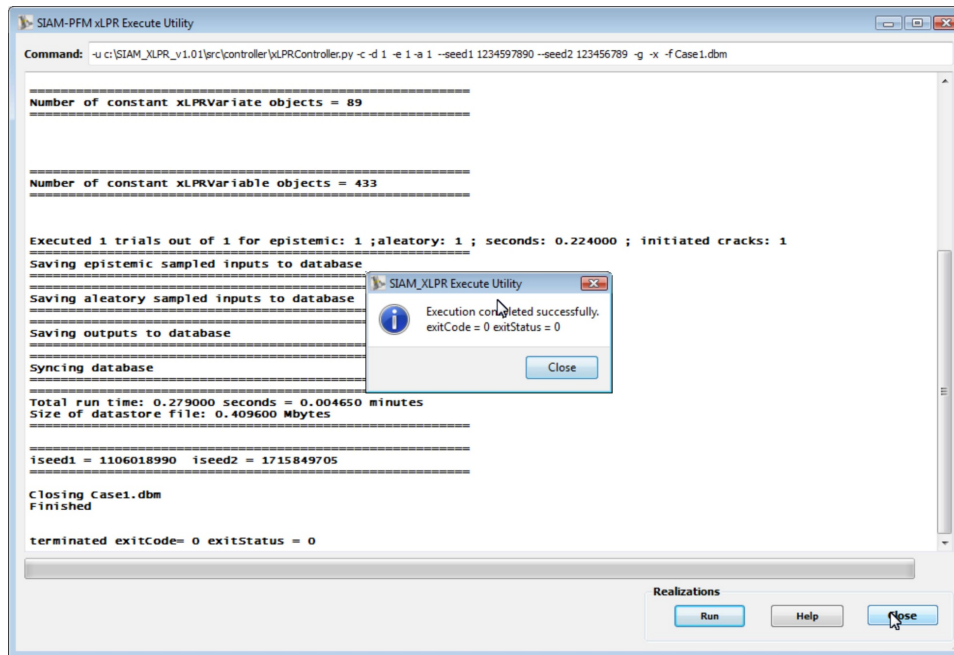 SIAM-PFM xLPR Execute Utility
Command: -u c:\SIAM_XLPR_v1.01\src\controller\xLPRController.py -c -d 1 -e 1 -a 1 --seed1 1234597890 --seed2 123456789 -g -x -f Case1.dbm
Number of constant xLPRVariate objects = 89
Number of constant xLPRVariable objects = 433
Executed 1 trials out of 1 for epistemic: 1 ;aleatory: 1 ; seconds: 0.224000 ; initiated cracks: 1
Saving epistemic sampled inputs to database
Saving aleatory sampled inputs to database
Saving outputs to database
Syncing database
Total run time: 0.279000 seconds = 0.004650 minutes
Size of datastore file: 0.409600 Mbytes
iseed1 = 1106018990 iseed2 = 1715849705
Closing Case1.dbm
Finished
terminated exitCode= 0 exitStatus = 0
SIAM_XLPR Execute Utility
Execution completed successfully.
exitCode = 0 exitStatus = 0
Close
Realizations
Run Help Close